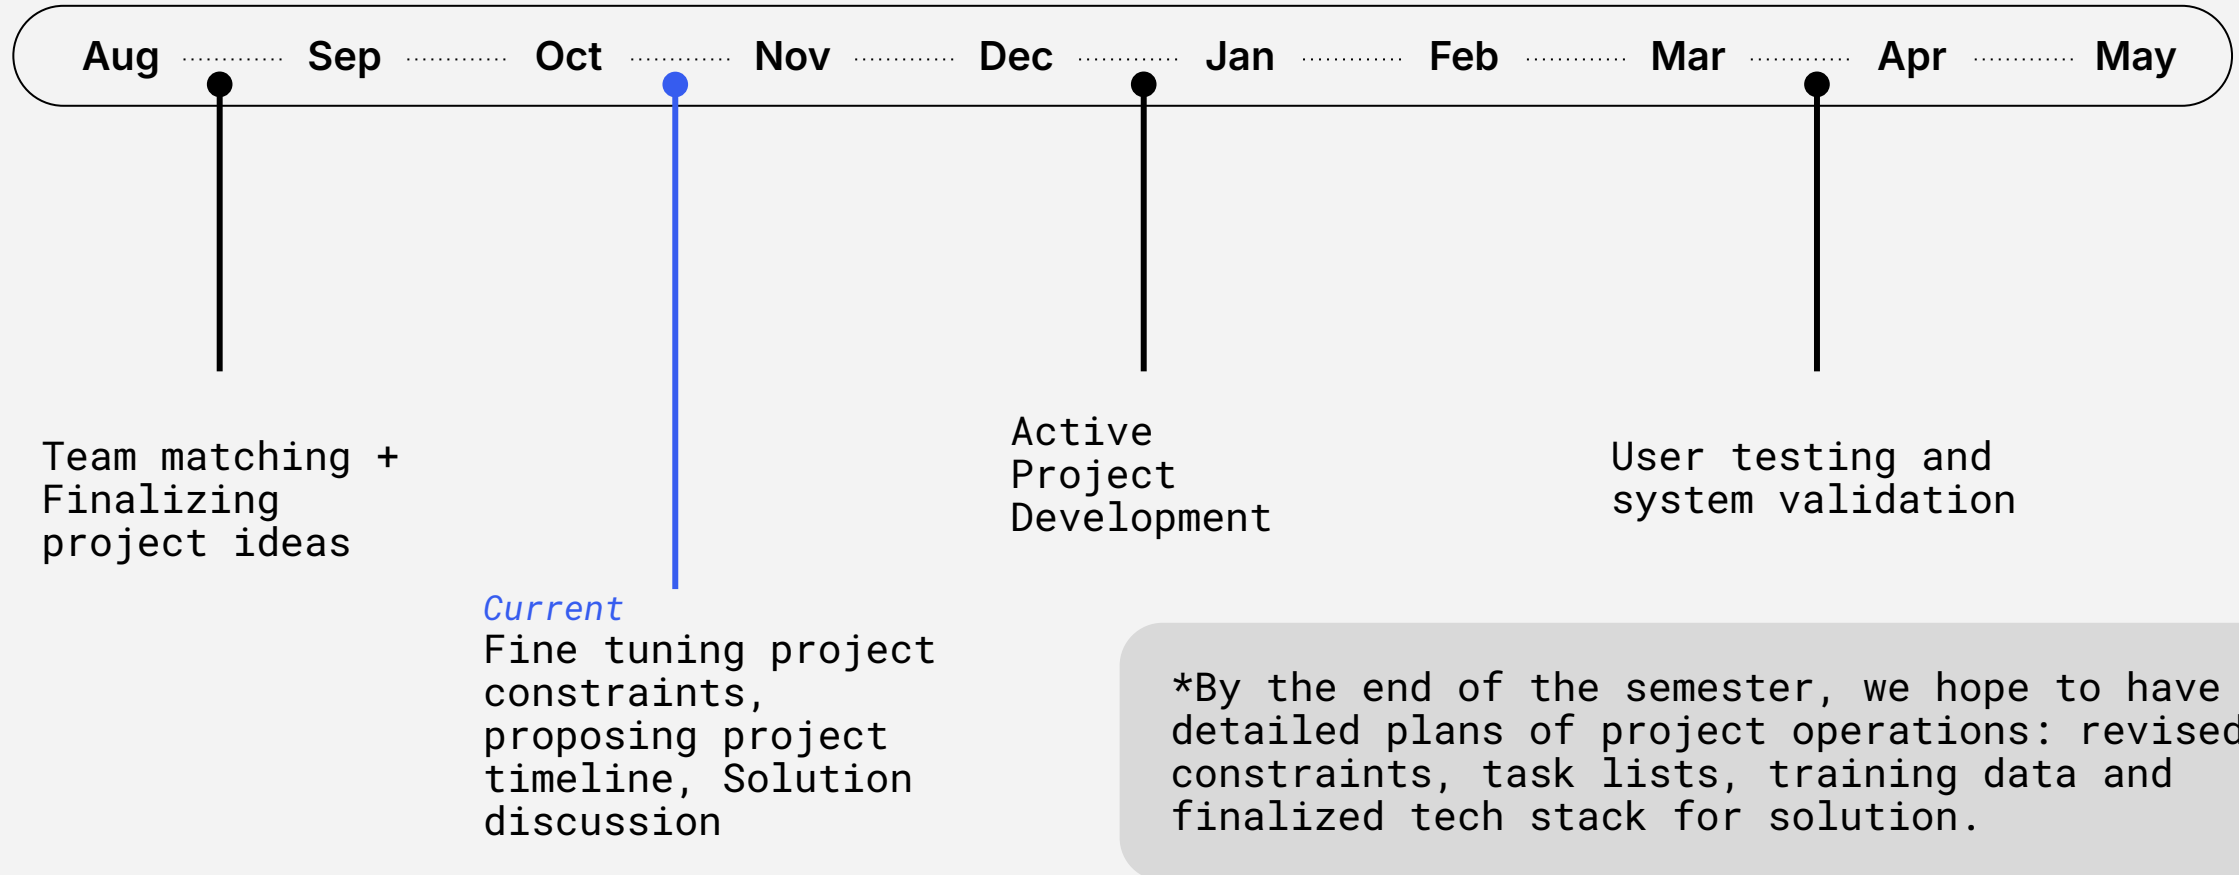 Aug Sep Oct Nov Dec Jan Feb Mar Apr May
Team matching +
Finalizing
project ideas
Current
Fine tuning project
constraints,
proposing project
timeline, Solution
discussion
Active
Project
Development
User testing and
system validation
*By the end of the semester, we hope to have
detailed plans of project operations: revised
constraints, task lists, training data and
finalized tech stack for solution.